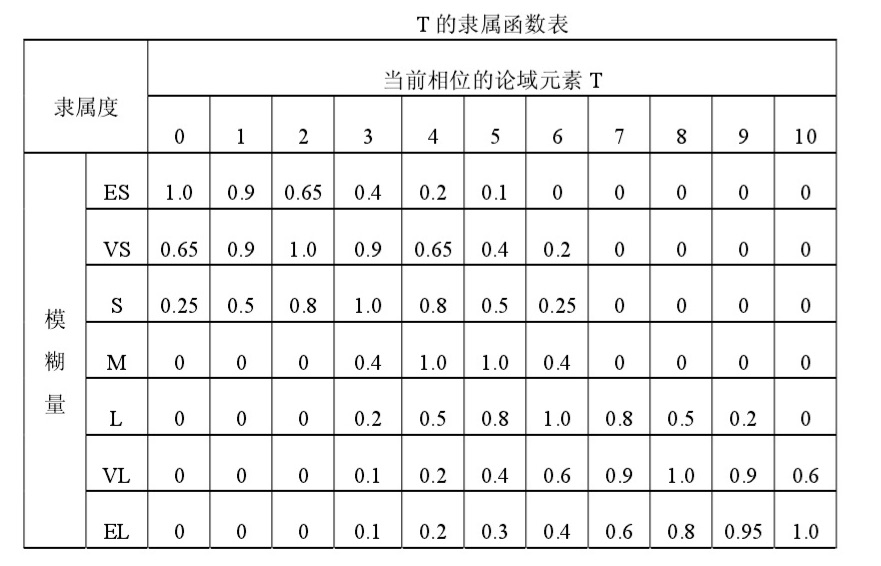 T 的隶属函数表
隶属度
当前相位的论域元素 T
0 1 2 3 4 5 6 7 8 9 10
模糊量
ES 1.0 0.9 0.65 0.4 0.2 0.1 0 0 0 0 0
VS 0.65 0.9 1.0 0.9 0.65 0.4 0.2 0 0 0 0
S 0.25 0.5 0.8 1.0 0.8 0.5 0.25 0 0 0 0
M 0 0 0 0.4 1.0 1.0 0.4 0 0 0 0
L 0 0 0 0.2 0.5 0.8 1.0 0.8 0.5 0.2 0
VL 0 0 0 0.1 0.2 0.4 0.6 0.9 1.0 0.9 0.6
EL 0 0 0 0.1 0.2 0.3 0.4 0.6 0.8 0.95 1.0